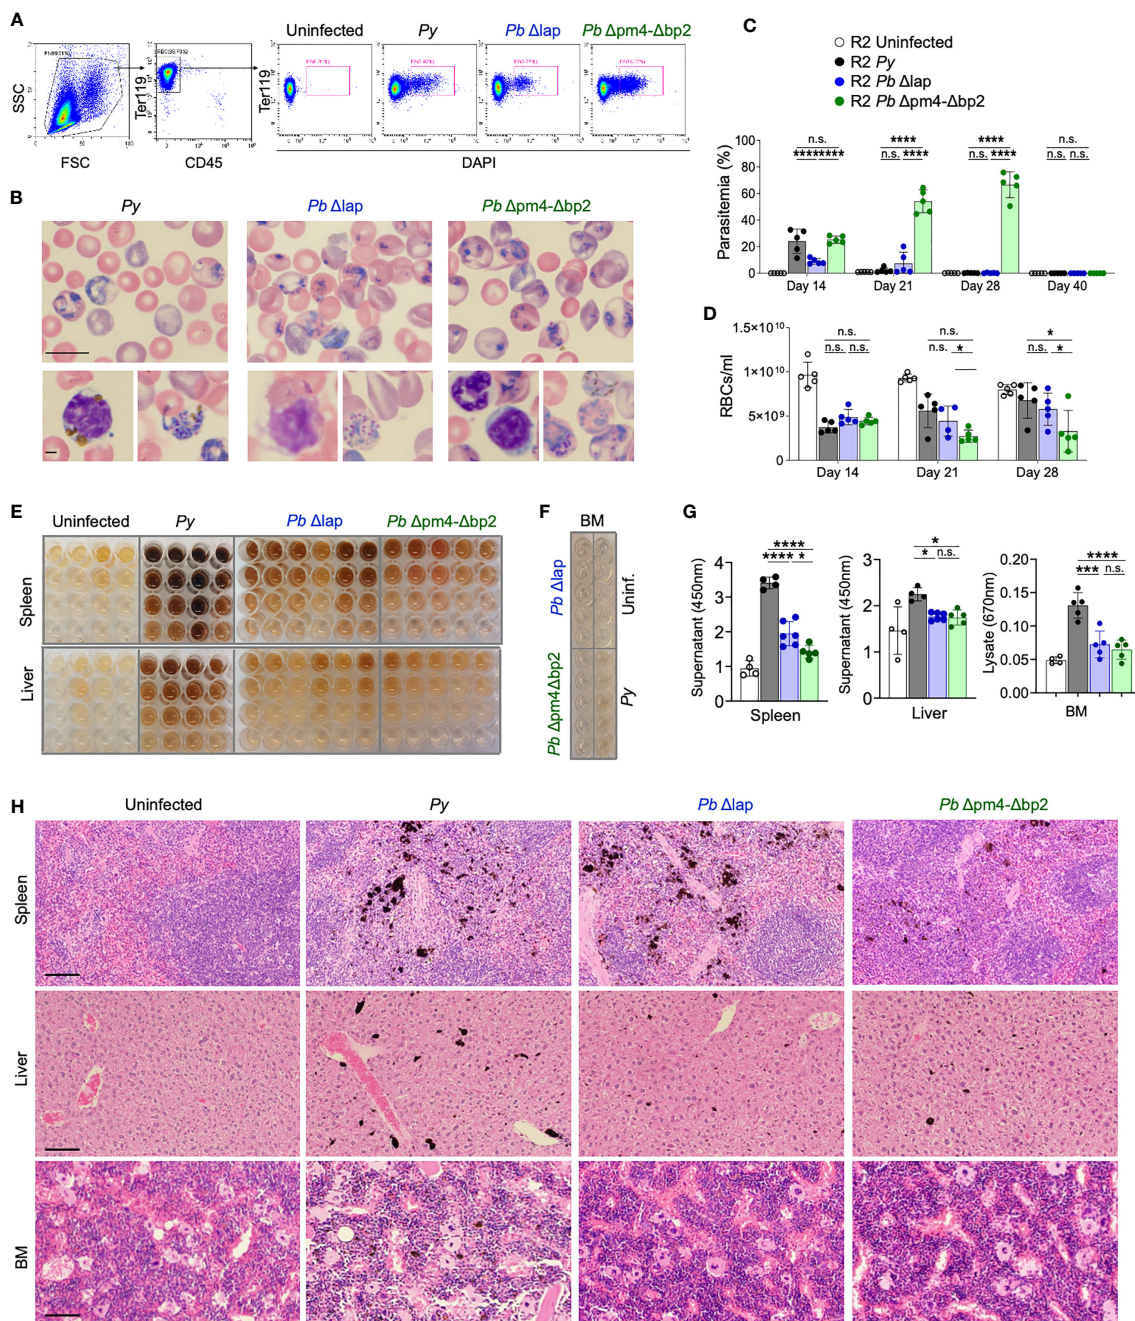 A
Uninfected Py Pb Δlap Pb Δpm4-Δbp2
SSC
FSC
Ter119
CD45
Ter119
DAPI
B
Py Pb Δlap Pb Δpm4-Δbp2
C
R2 Uninfected
R2 Py
R2 Pb Δlap
R2 Pb Δpm4-Δbp2
Parasitemia (%)
100
80
60
40
20
0
n.s. **** n.s.
******** n.s. **** n.s. **** n.s. n.s.
Day 14 Day 21 Day 28 Day 40
D
RBCs/ml
1.5×10¹⁰
1×10¹⁰
5×10⁹
0
n.s. n.s. *
n.s. n.s. n.s. * n.s. *
Day 14 Day 21 Day 28
E
Uninfected Py Pb Δlap Pb Δpm4-Δbp2
Spleen
Liver
F
BM
Pb Δlap
Uninf.
Pb Δpm4Δbp2
Py
G
Supernatant (450nm)
4
3
2
1
0
****
**** *
Spleen
Supernatant (450nm)
3
2
1
0
*
* n.s.
Liver
Lysate (670nm)
0.20
0.15
0.10
0.05
0.00
****
*** n.s.
BM
H
Uninfected Py Pb Δlap Pb Δpm4-Δbp2
Spleen
Liver
BM